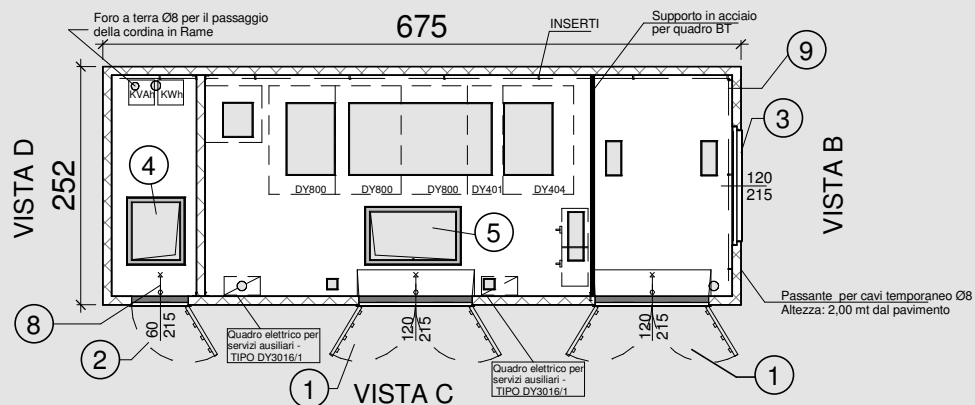 Foro a terra Ø8 per il passaggio
della cordina in Rame
675
INSERTI
Supporto in acciaio
per quadro BT
9
KVAh
KWh
3
VISTA D
252
4
DY800
DY800
DY800
DY401
DY404
120
215
VISTA B
5
8
60
215
120
215
120
215
Passante per cavi temporaneo Ø8
Altezza: 2,00 mt dal pavimento
2
Quadro elettrico per
servizi ausiliari -
TIPO DY3016/1
1
VISTA C
Quadro elettrico per
servizi ausiliari -
TIPO DY3016/1
1